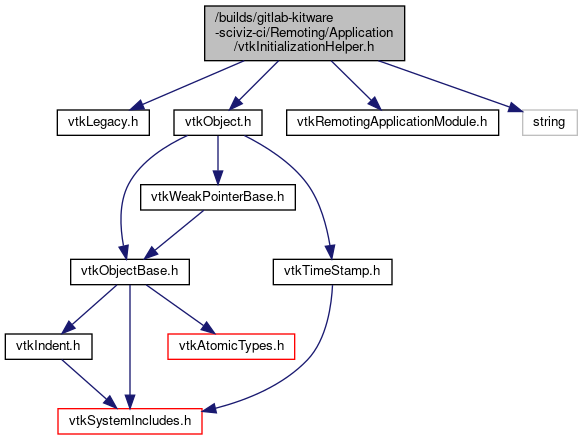 /builds/gitlab-kitware
-sciviz-ci/Remoting/Application
/vtkInitializationHelper.h
vtkLegacy.h
vtkObject.h
vtkRemotingApplicationModule.h
string
vtkWeakPointerBase.h
vtkObjectBase.h
vtkTimeStamp.h
vtkIndent.h
vtkAtomicTypes.h
vtkSystemIncludes.h